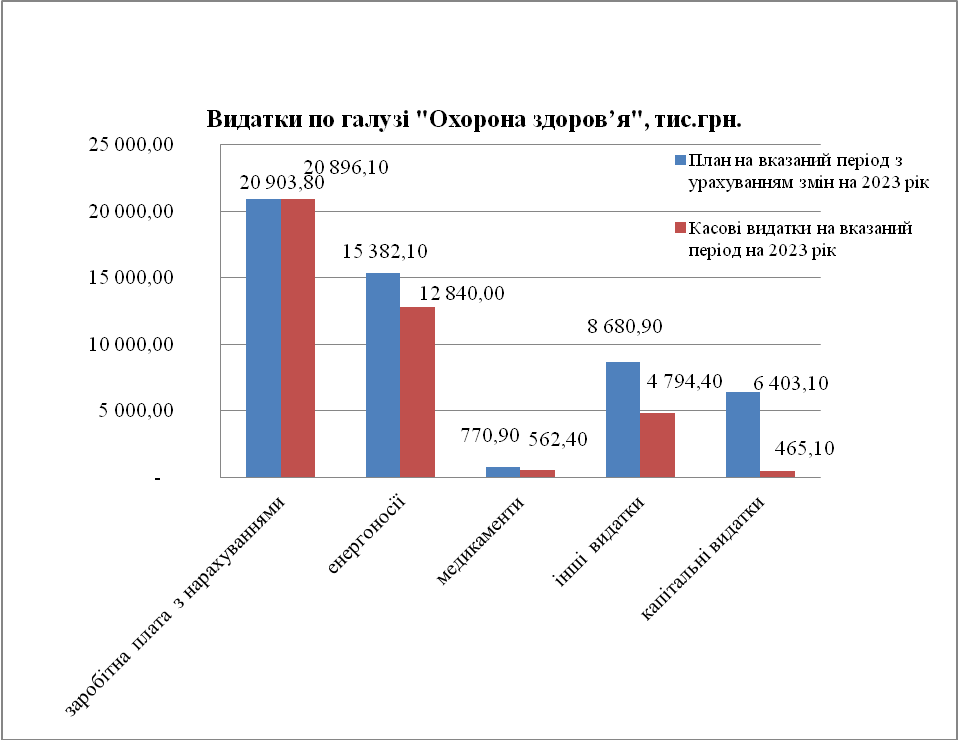 Видатки по галузі "Охорона здоров’я", тис.грн.
25 000,00
20 000,00
15 000,00
10 000,00
5 000,00
-
20 903,80
20 896,10
15 382,10
12 840,00
770,90
562,40
8 680,90
4 794,40
6 403,10
465,10
План на вказаний період з
урахуванням змін на 2023 рік
Касові видатки на вказаний
період на 2023 рік
заробітна плата з нарахуваннями
енергоносії
медикаменти
інші видатки
капітальні видатки